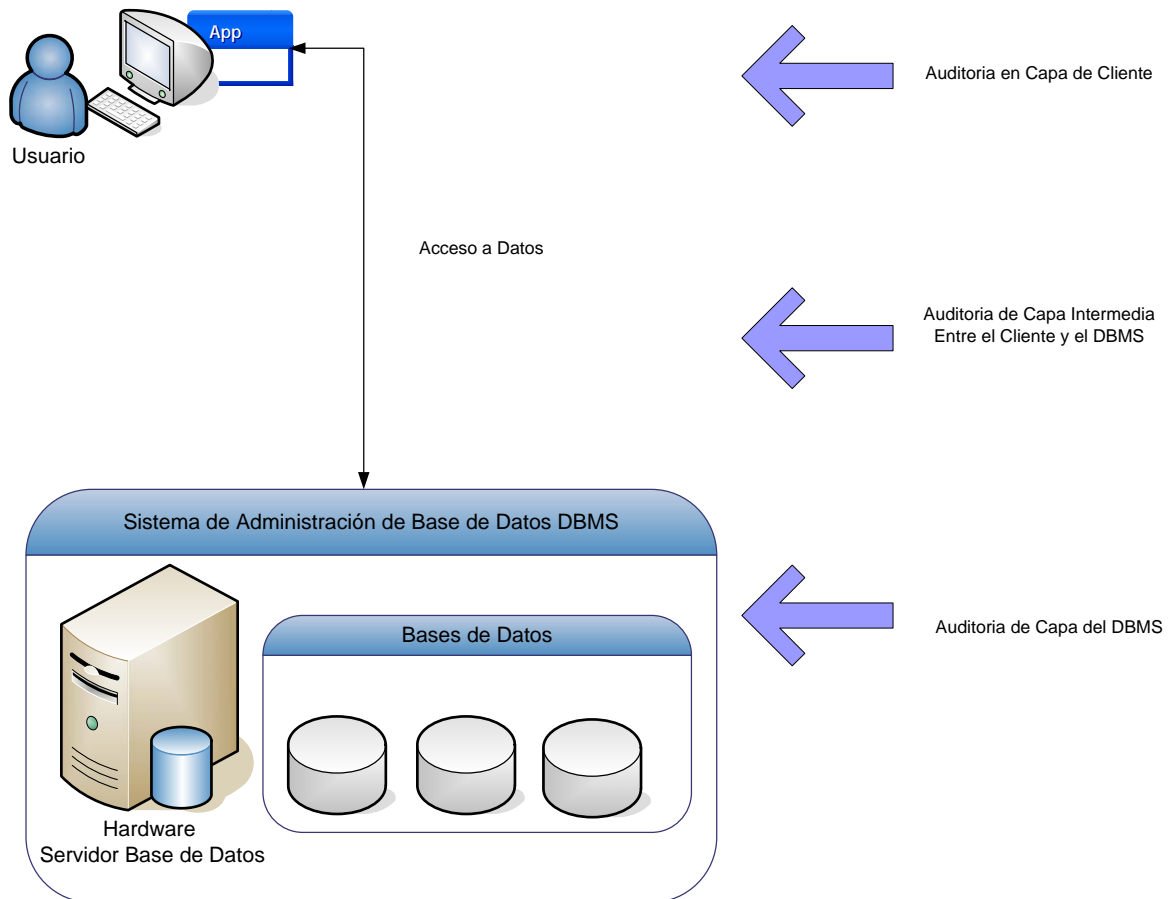 App
Auditoria en Capa de Cliente
Usuario
Acceso a Datos
Auditoria de Capa Intermedia
Entre el Cliente y el DBMS
Sistema de Administración de Base de Datos DBMS
Bases de Datos
Auditoria de Capa del DBMS
Hardware
Servidor Base de Datos